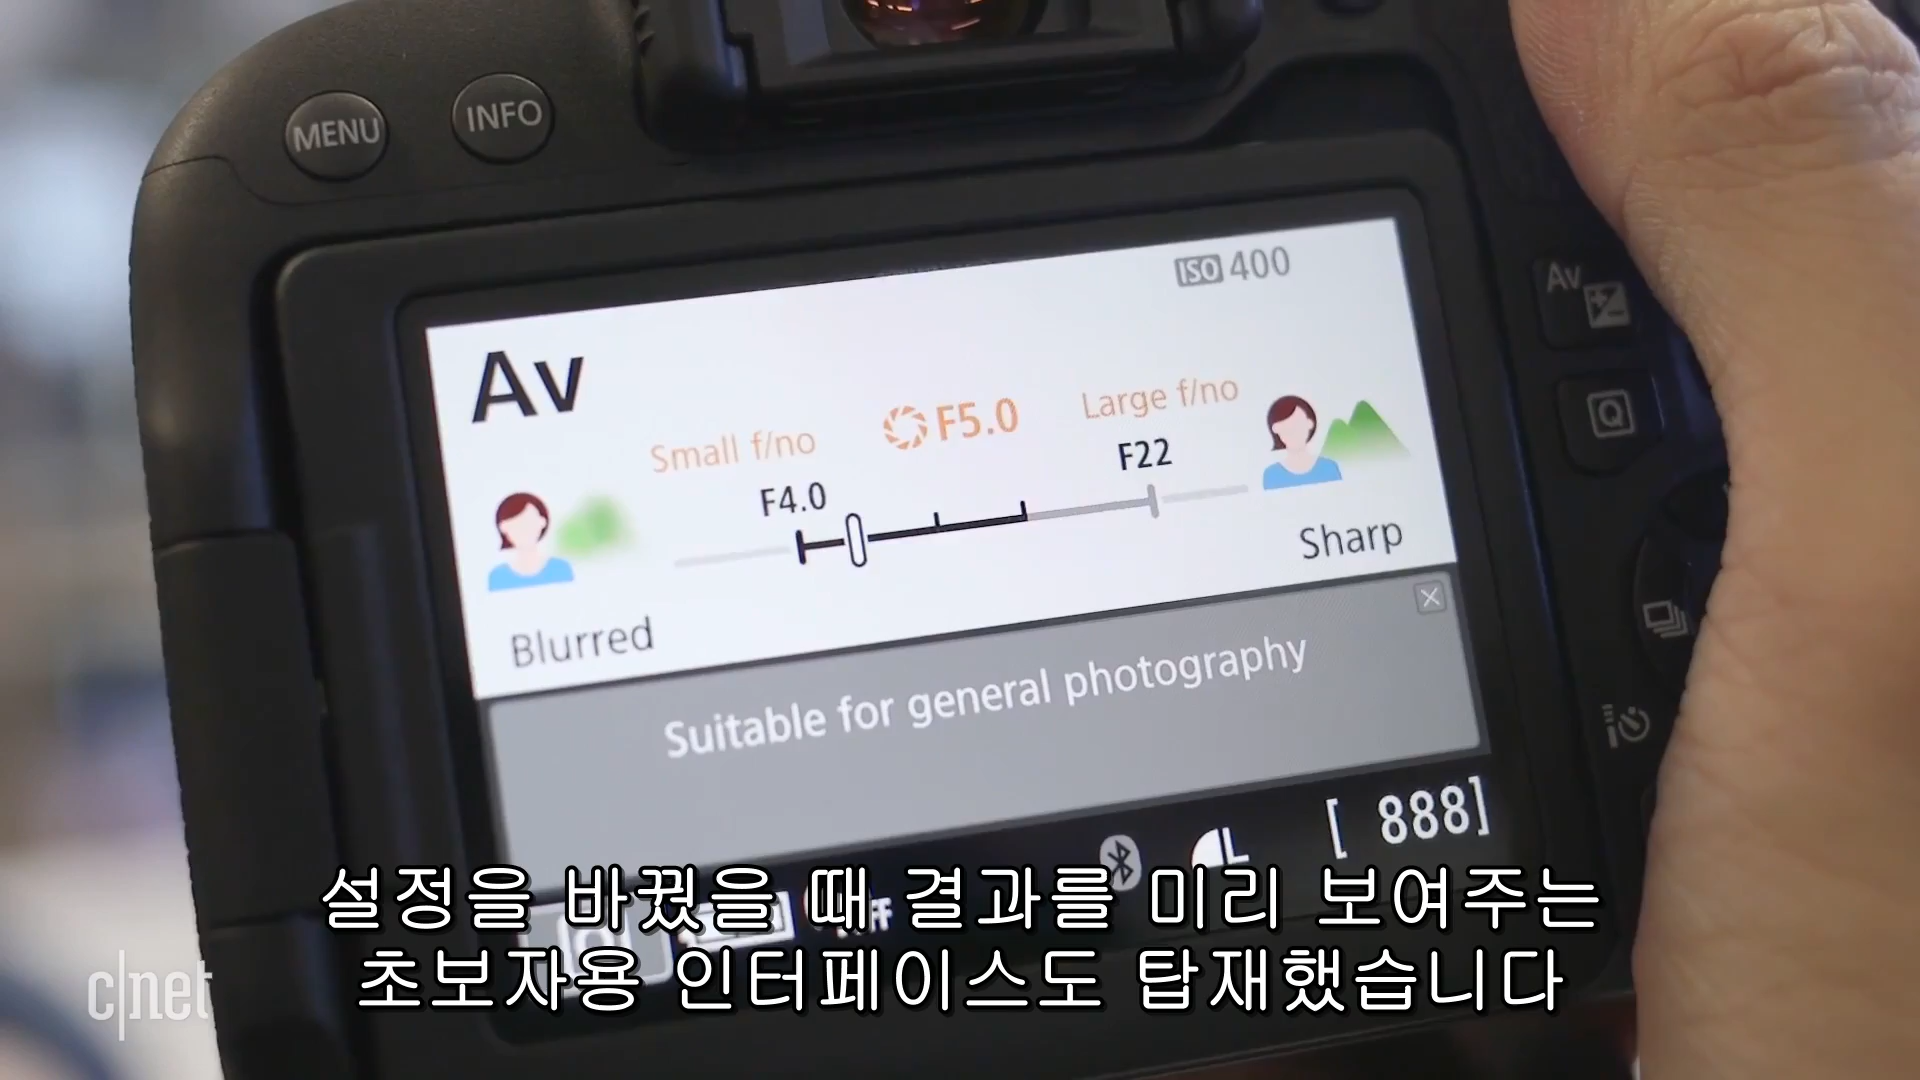 MENU
INFO
ISO 400
Av
Av
Small f/no
F5.0
Large f/no
F4.0
F22
Q
Blurred
Sharp
Suitable for general photography
L
[ 888]
설정을 바꿨을 때 결과를 미리 보여주는
초보자용 인터페이스도 탑재했습니다
c|net